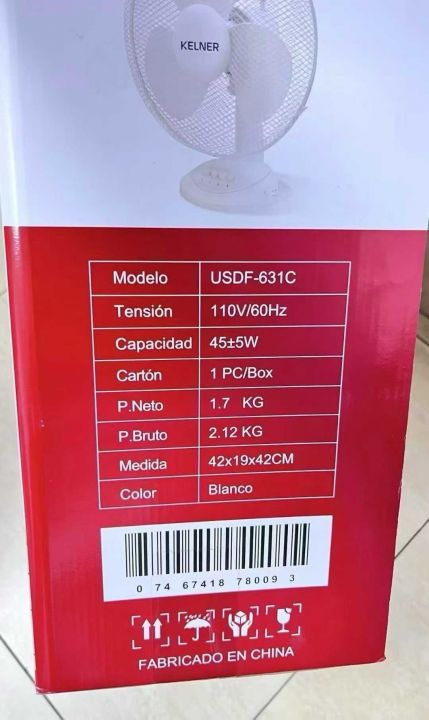 KELNER
Modelo USDF-631C
Tensión 110V/60Hz
Capacidad 45±5W
Cartón 1 PC/Box
P.Neto 1.7 KG
P.Bruto 2.12 KG
Medida 42x19x42CM
Color Blanco
0 74 67418 78009 3
FABRICADO EN CHINA